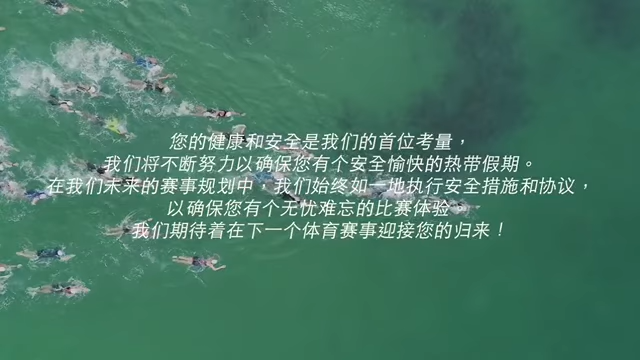 您的健康和安全是我们的首位考量，
我们将不断努力以确保您有个安全愉快的热带假期。
在我们未来的赛事规划中，我们始终如一地执行安全措施和协议，
以确保您有个无忧难忘的比赛体验。
我们期待着在下一个体育赛事迎接您的归来！